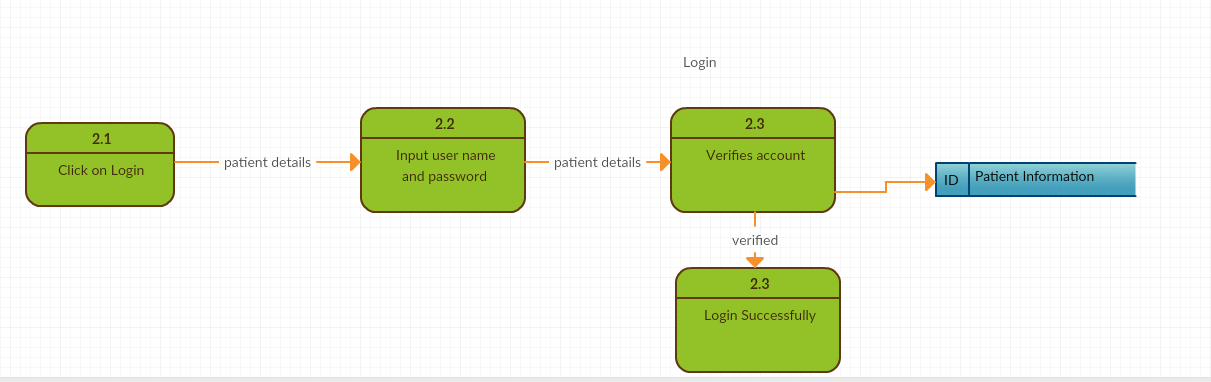 Login
2.1
Click on Login
patient details
2.2
Input user name
and password
patient details
2.3
Verifies account
ID
Patient Information
verified
2.3
Login Successfully